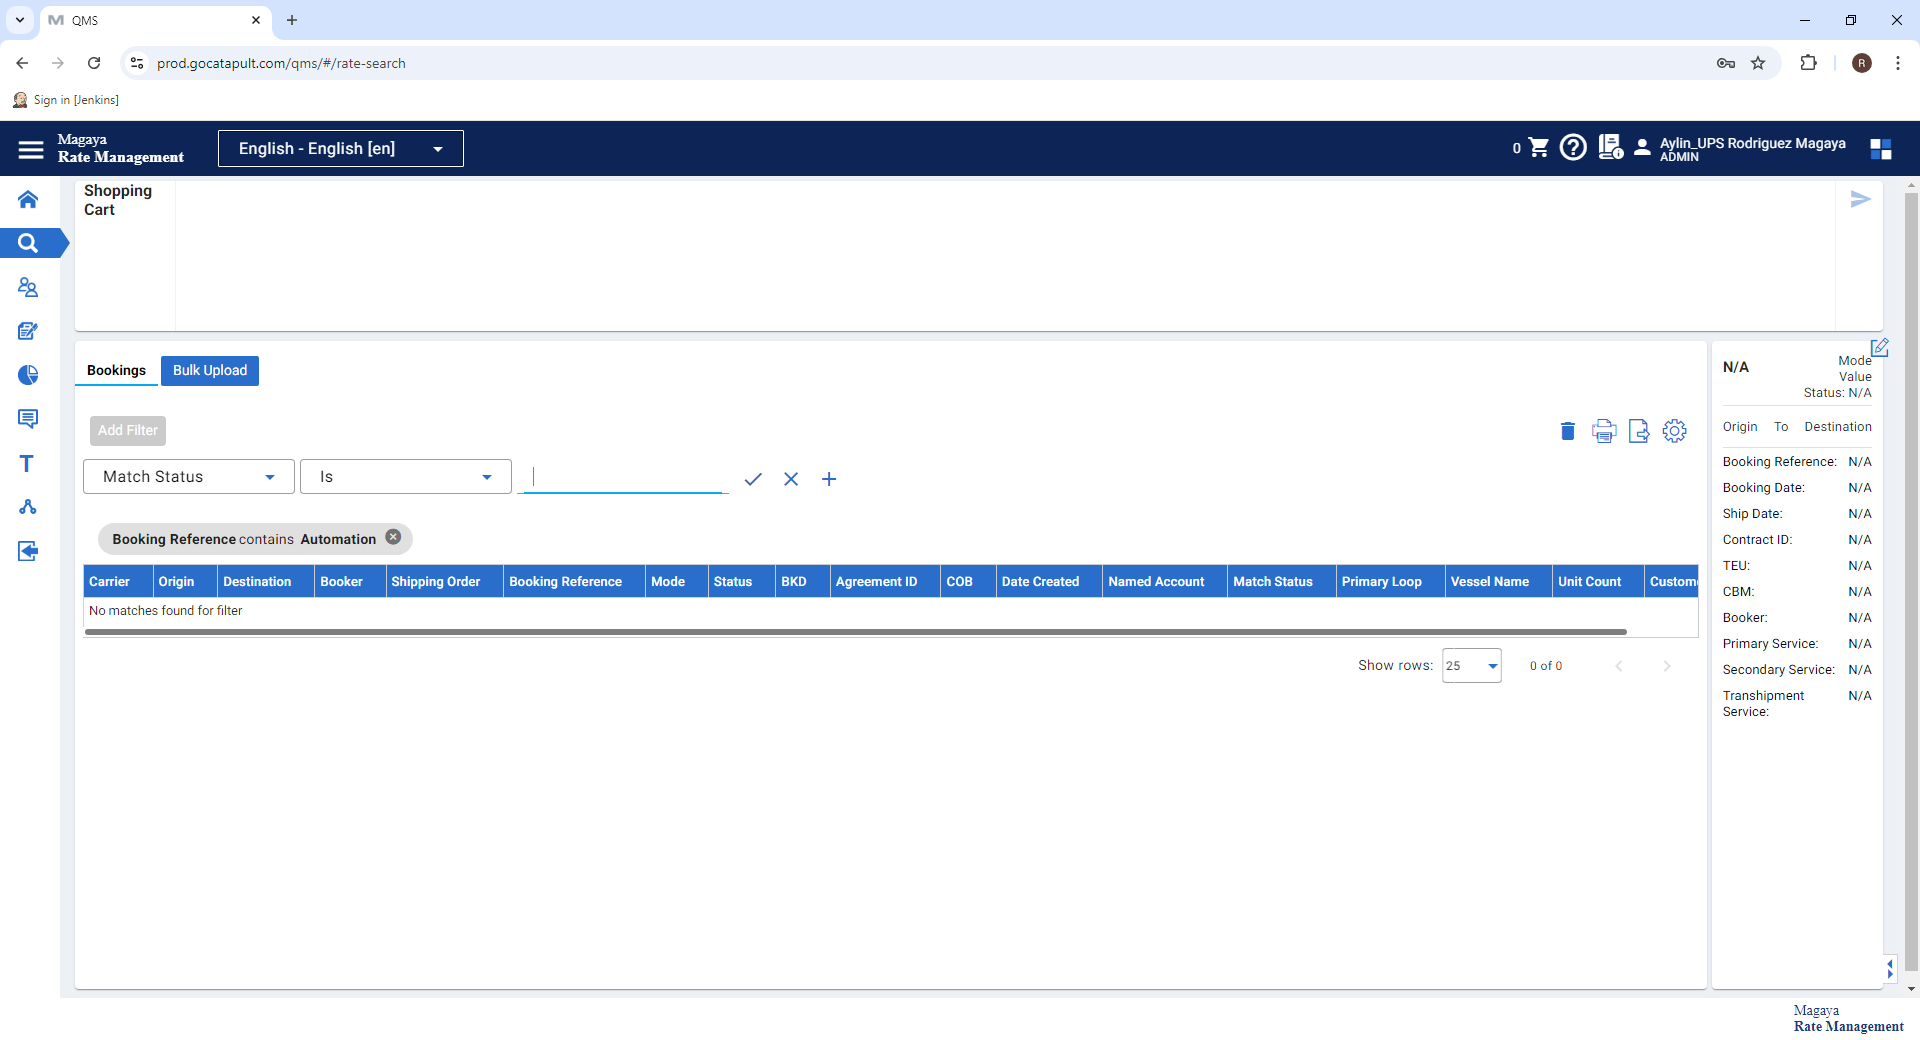 QMS
prod.gocatapult.com/qms/#/rate-search
R
Sign in [Jenkins]
Magaya
Rate Management
English - English [en]
0
Aylin_UPS Rodriguez Magaya
ADMIN
Shopping
Cart
Bookings
Bulk Upload
Add Filter
Match Status
Is
Booking Reference contains Automation
Carrier Origin Destination Booker Shipping Order Booking Reference Mode Status BKD Agreement ID COB Date Created Named Account Match Status Primary Loop Vessel Name Unit Count Custome
No matches found for filter
Show rows: 25 0 of 0
N/A
Mode
Value
Status: N/A
Origin To Destination
Booking Reference: N/A
Booking Date: N/A
Ship Date: N/A
Contract ID: N/A
TEU: N/A
CBM: N/A
Booker: N/A
Primary Service: N/A
Secondary Service: N/A
Transhipment N/A
Service:
Magaya
Rate Management